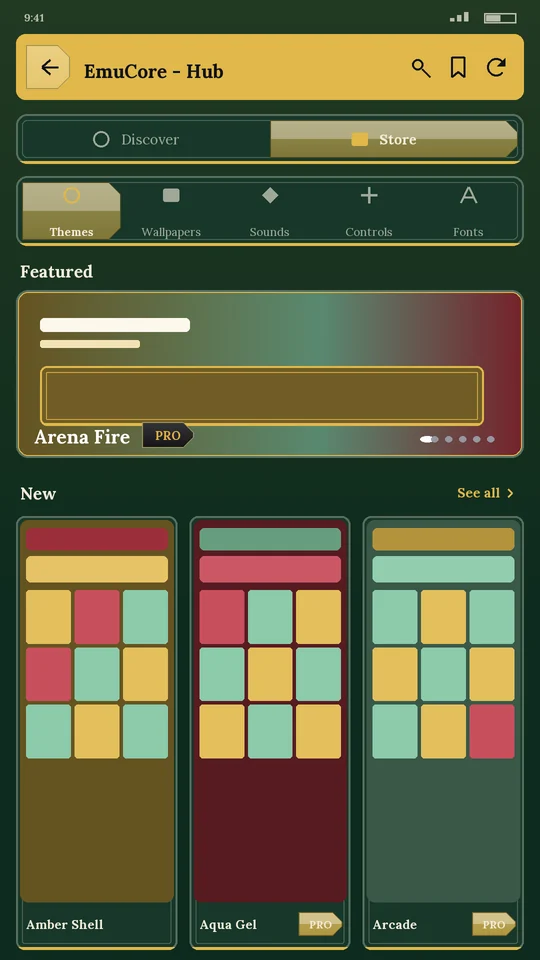 9:41
EmuCore - Hub
Discover
Store
Themes
Wallpapers
Sounds
Controls
Fonts
Featured
Arena Fire
PRO
New
See all
Amber Shell
Aqua Gel
PRO
Arcade
PRO